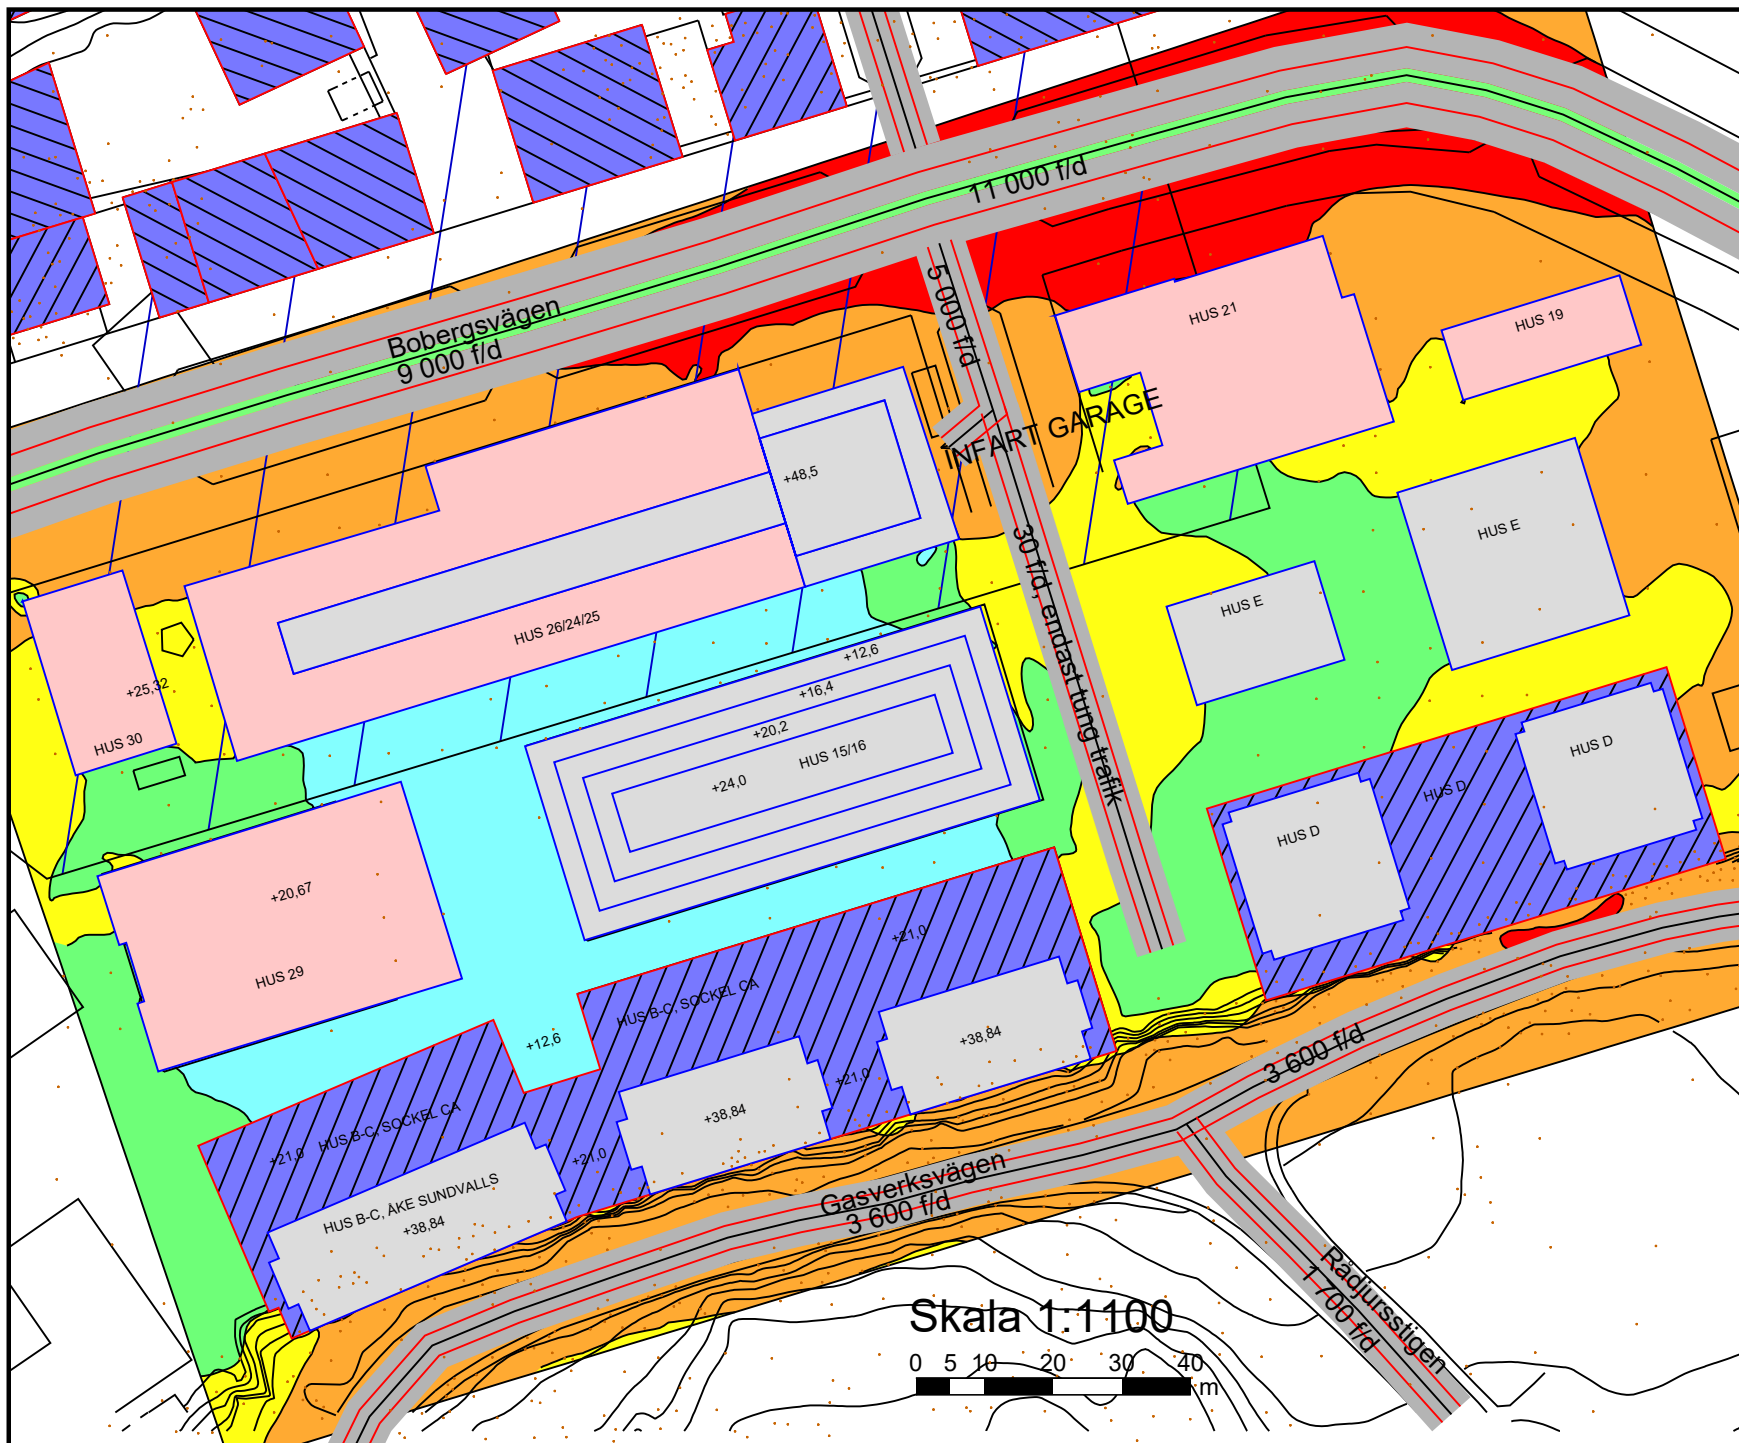 11 000 f/d
Bobergsvägen
9 000 f/d
5 000 f/d
HUS 21
HUS 19
INFART GARAGE
+48,5
HUS E
HUS E
30 f/d, endast tung trafik
HUS 26/24/25
+25,32
HUS 30
+12,6
+16,4
+20,2
HUS 15/16
+24,0
HUS D
HUS D
HUS D
+20,67
HUS 29
+21,0
HUS B-C, SOCKEL CA
+12,6
+38,84
+21,0
+38,84
HUS B-C, SOCKEL CA
+21,0
+21,0
HUS B-C, ÅKE SUNDVALLS
+38,84
3 600 f/d
Gasverksvägen
3 600 f/d
Rådjursstigen
1 700 f/d
Skala 1:1100
0 5 10 20 30 40
m